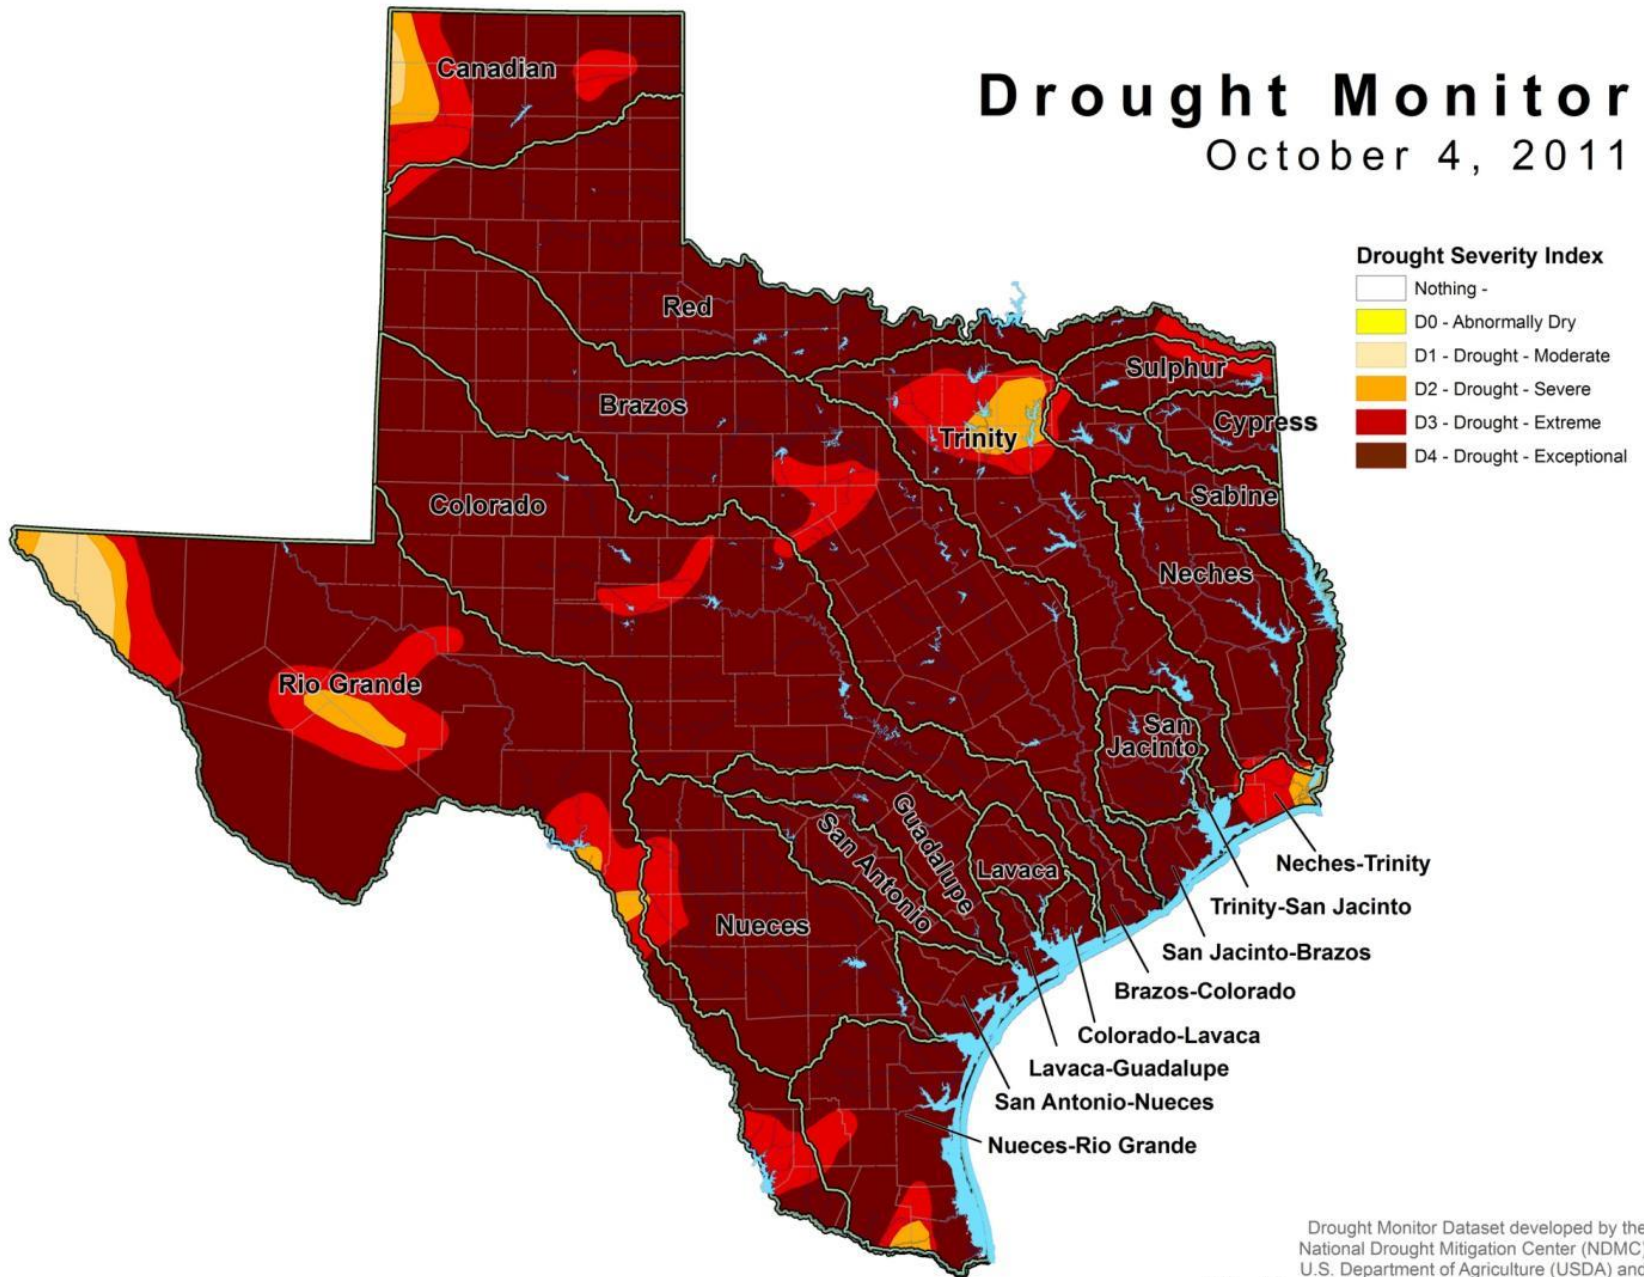 Drought Monitor
October 4, 2011
Drought Severity Index
Nothing -
D0 - Abnormally Dry
D1 - Drought - Moderate
D2 - Drought - Severe
D3 - Drought - Extreme
D4 - Drought - Exceptional
Canadian
Red
Sulphur
Brazos
Cypress
Trinity
Sabine
Colorado
Neches
Rio Grande
San
Jacinto
Guadalupe
San Antonio
Lavaca
Nueces
Neches-Trinity
Trinity-San Jacinto
San Jacinto-Brazos
Brazos-Colorado
Colorado-Lavaca
Lavaca-Guadalupe
San Antonio-Nueces
Nueces-Rio Grande
Drought Monitor Dataset developed by the
National Drought Mitigation Center (NDMC)
U.S. Department of Agriculture (USDA) and